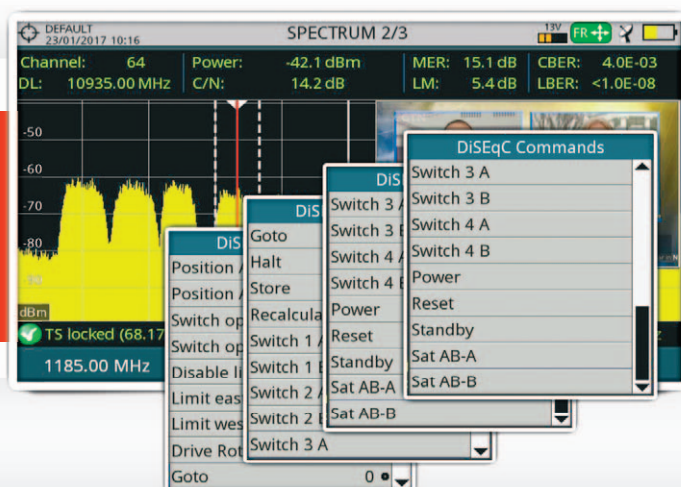 DEFAULT
23/01/2017 10:16
SPECTRUM 2/3
13V
FR
Channel: 64
Power: -42.1 dBm
MER: 15.1 dB
CBER: 4.0E-03
DL: 10935.00 MHz
C/N: 14.2 dB
LM: 5.4 dB
LBER: <1.0E-08
-50
-60
-70
-80
-90
dBm
TS locked (68.17
1185.00 MHz
DiS
Position
Position
Switch op
Switch op
Disable li
Limit eas
Limit wes
Drive Rot
Goto 0
DiS
Goto
Halt
Store
Recalcula
Switch 1
Switch 1
Switch 2
Switch 2
Switch 3 A
DiS
Switch 3
Switch 3
Switch 4
Switch 4
Power
Reset
Standby
Sat AB-A
Sat AB-B
DiSEqC Commands
Switch 3 A
Switch 3 B
Switch 4 A
Switch 4 B
Power
Reset
Standby
Sat AB-A
Sat AB-B